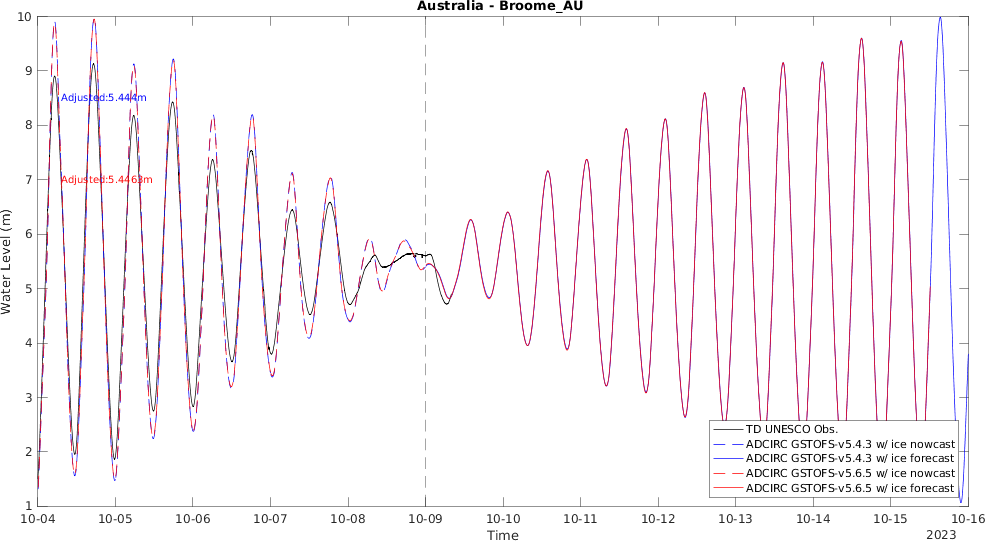 Australia - Broome_AU
10
9
8
7
6
5
4
3
2
1
Water Level (m)
Adjusted:5.444m
Adjusted:5.4463m
TD UNESCO Obs.
ADCIRC GSTOFS-v5.4.3 w/ ice nowcast
ADCIRC GSTOFS-v5.4.3 w/ ice forecast
ADCIRC GSTOFS-v5.6.5 w/ ice nowcast
ADCIRC GSTOFS-v5.6.5 w/ ice forecast
10-04 10-05 10-06 10-07 10-08 10-09 10-10 10-11 10-12 10-13 10-14 10-15 10-16
Time
2023